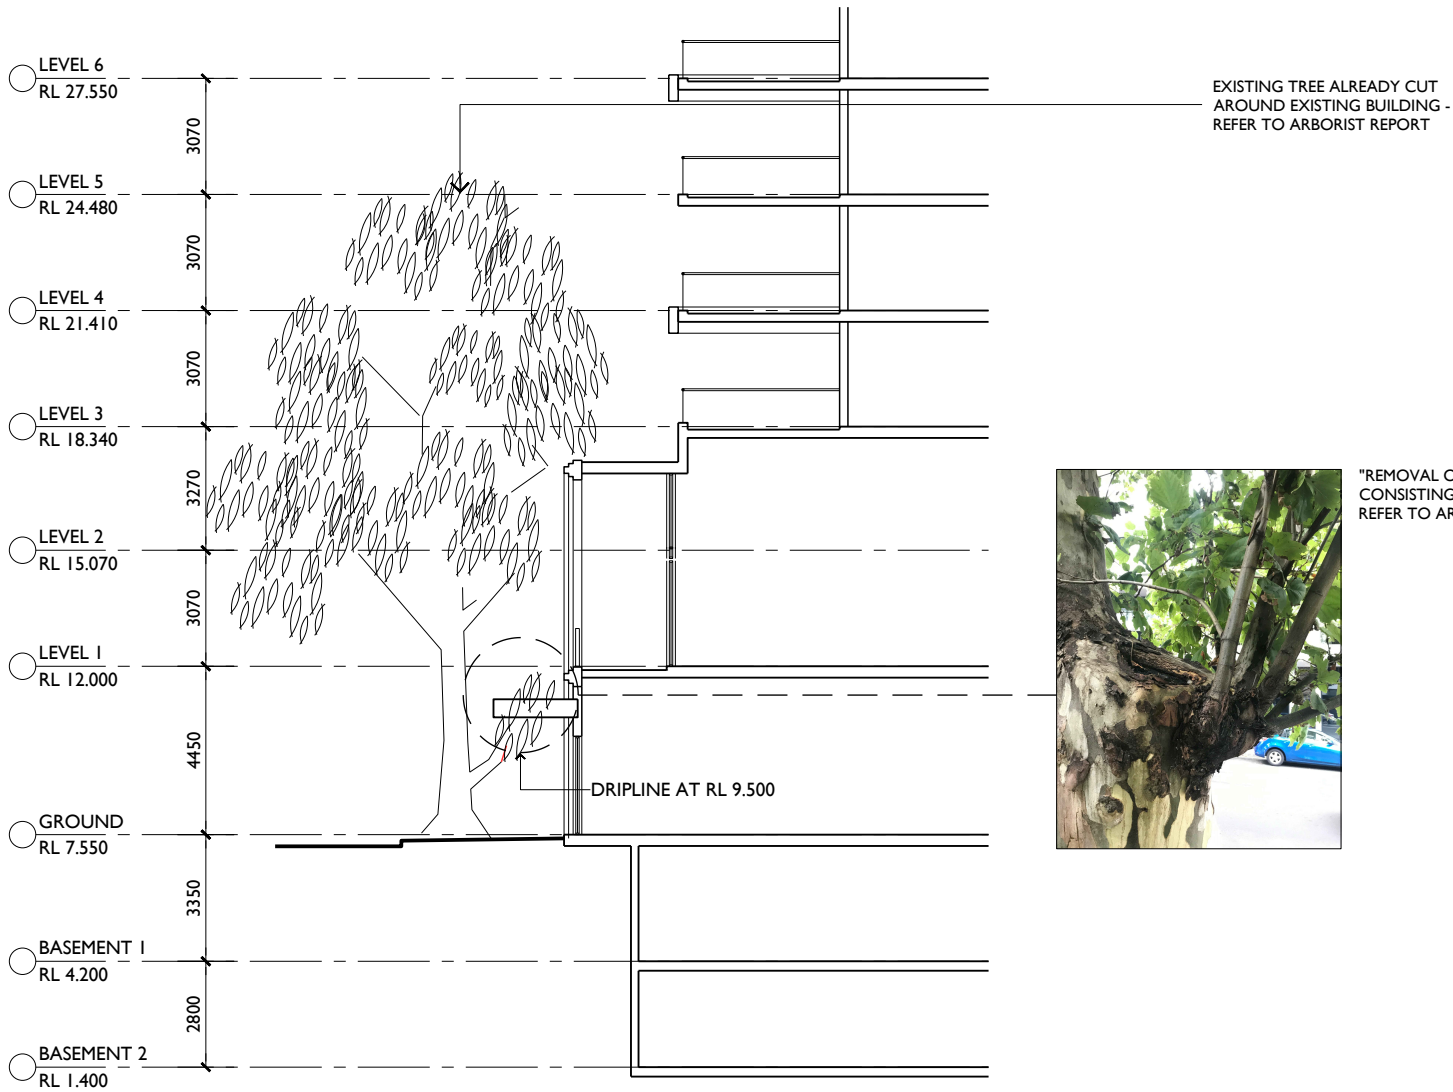 LEVEL 6
RL 27.550
EXISTING TREE ALREADY CUT
AROUND EXISTING BUILDING -
REFER TO ARBORIST REPORT
3070
LEVEL 5
RL 24.480
3070
LEVEL 4
RL 21.410
3070
LEVEL 3
RL 18.340
3270
"REMOVAL O
CONSISTING
REFER TO AR
LEVEL 2
RL 15.070
3070
LEVEL 1
RL 12.000
4450
DRIPLINE AT RL 9.500
GROUND
RL 7.550
3350
BASEMENT 1
RL 4.200
2800
BASEMENT 2
RL 1.400